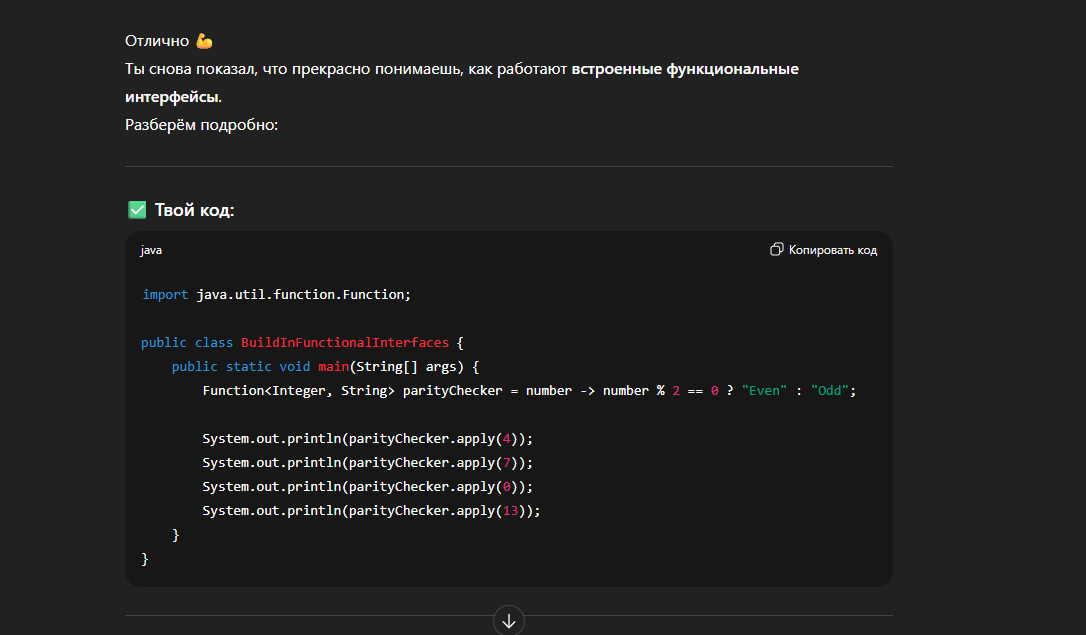 Отлично 💪
Ты снова показал, что прекрасно понимаешь, как работают встроенные функциональные
интерфейсы.
Разберём подробно:
✅ Твой код:
java
Копировать код
import java.util.function.Function;
public class BuildInFunctionalInterfaces {
    public static void main(String[] args) {
        Function<Integer, String> parityChecker = number -> number % 2 == 0 ? "Even" : "Odd";
        System.out.println(parityChecker.apply(4));
        System.out.println(parityChecker.apply(7));
        System.out.println(parityChecker.apply(0));
        System.out.println(parityChecker.apply(13));
    }
}